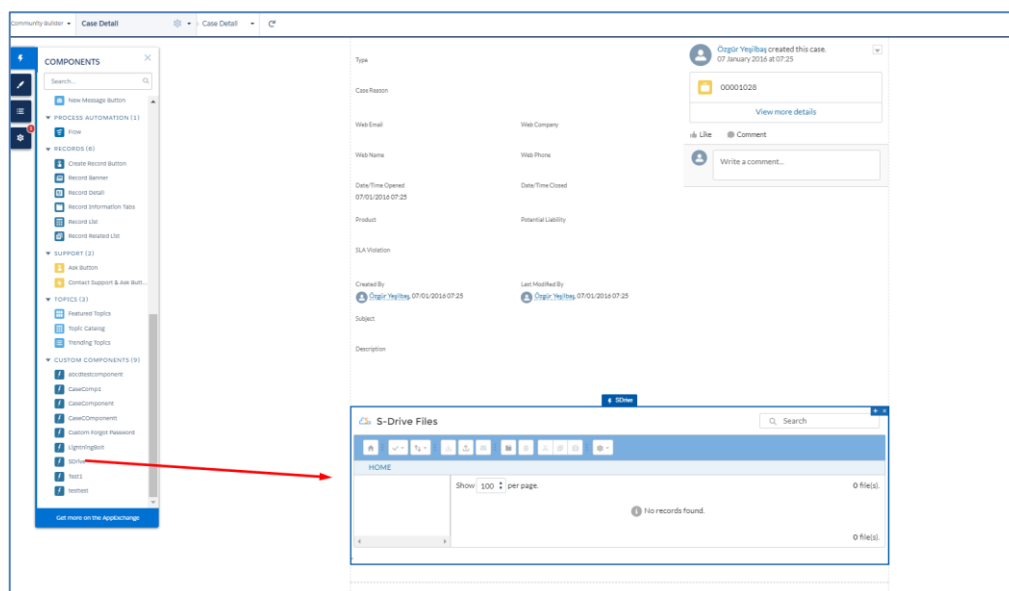 Community Builder
Case Detail
Case Detail
COMPONENTS
Search...
New Message Button
PROCESS AUTOMATION (1)
Flow
RECORDS (6)
Create Record Button
Record Banner
Record Detail
Record Information Tabs
Record List
Record Related List
SUPPORT (2)
Ask Button
Contact Support & Ask Butt...
TOPICS (3)
Featured Topics
Topic Catalog
Trending Topics
CUSTOM COMPONENTS (9)
abcdtestcomponent
CaseComp1
CaseComponent
CaseCOmponentt
Custom Forgot Password
LightningBolt
SDrive
Test1
testtest
Get more on the AppExchange
Type
Case Reason
Web Email Web Company
Web Name Web Phone
Date/Time Opened Date/Time Closed
07/01/2016 07:25
Product Potential Liability
SLA Violation
Created By Last Modified By
Özgür Yeşilbaş, 07/01/2016 07:25 Özgür Yeşilbaş, 07/01/2016 07:25
Subject
Description
Özgür Yeşilbaş created this case.
07 January 2016 at 07:25
00001028
View more details
Like Comment
Write a comment...
SDrive
S-Drive Files Search
HOME
Show 100 per page. 0 file(s).
No records found.
0 file(s).